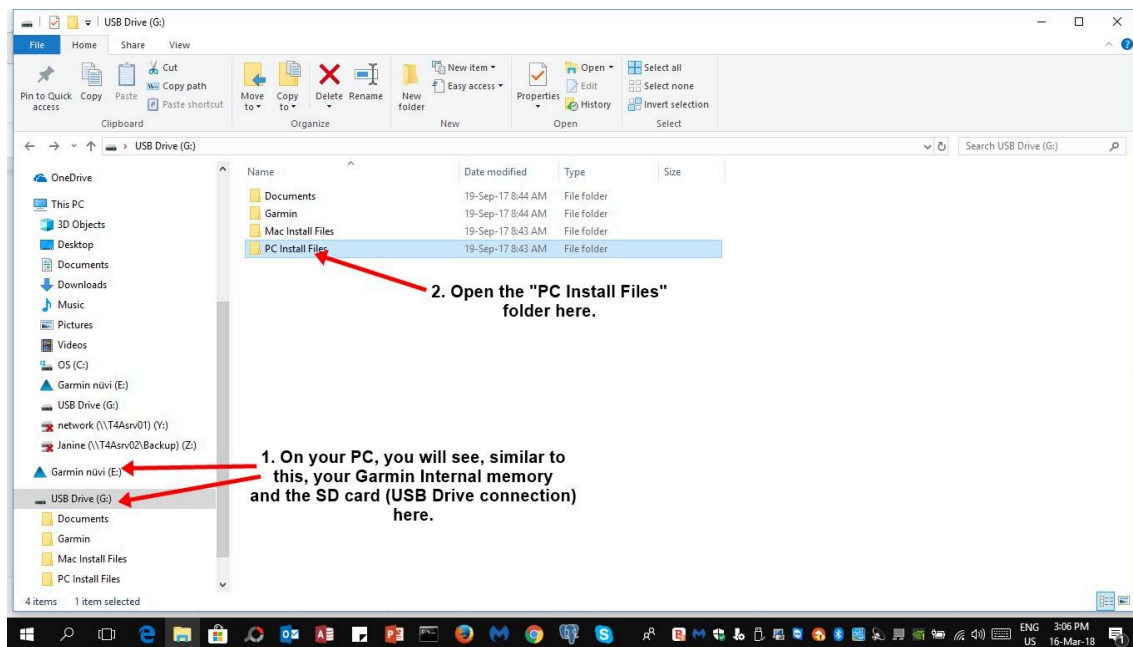 USB Drive (G:)
File Home Share View
Pin to Quick access
Copy
Paste
Cut
Copy path
Paste shortcut
Clipboard
Move to
Copy to
Delete
Rename
Organize
New folder
New item
Easy access
New
Properties
Open
Edit
History
Open
Select all
Select none
Invert selection
Select
USB Drive (G:)
Search USB Drive (G:)
OneDrive
This PC
3D Objects
Desktop
Documents
Downloads
Music
Pictures
Videos
OS (C:)
Garmin nüvi (E:)
USB Drive (G:)
network (\\T4Asrv01) (Y:)
Janine (\\T4Asrv02\Backup) (Z:)
Garmin nüvi (E:)
USB Drive (G:)
Documents
Garmin
Mac Install Files
PC Install Files
Name Date modified Type Size
Documents 19-Sep-17 8:44 AM File folder
Garmin 19-Sep-17 8:44 AM File folder
Mac Install Files 19-Sep-17 8:43 AM File folder
PC Install Files 19-Sep-17 8:43 AM File folder
2. Open the "PC Install Files"
folder here.
1. On your PC, you will see, similar to
this, your Garmin Internal memory
and the SD card (USB Drive connection)
here.
4 items 1 item selected
ENG 3:06 PM
US 16-Mar-18